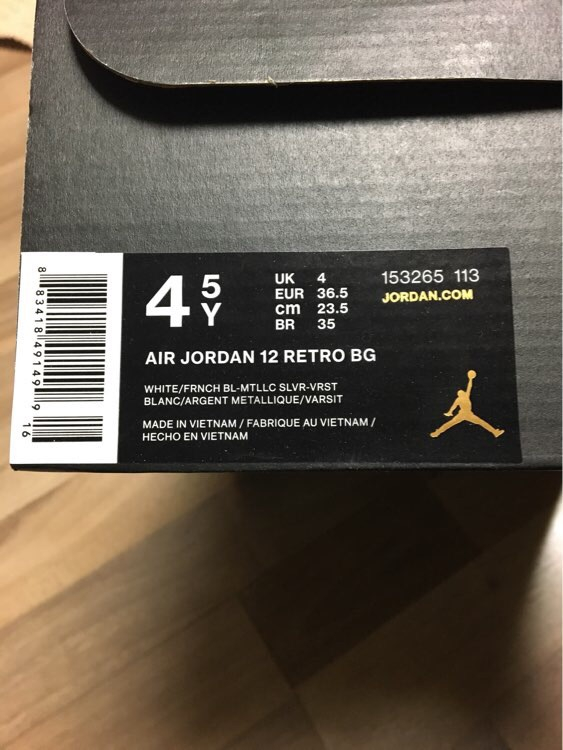 4 5 Y
UK 4
EUR 36.5
cm 23.5
BR 35
153265 113
JORDAN.COM
AIR JORDAN 12 RETRO BG
WHITE/FRNCH BL-MTLLC SLVR-VRST
BLANC/ARGENT METALLIQUE/VARSIT
MADE IN VIETNAM / FABRIQUE AU VIETNAM /
HECHO EN VIETNAM
8 83418 49149 9 16